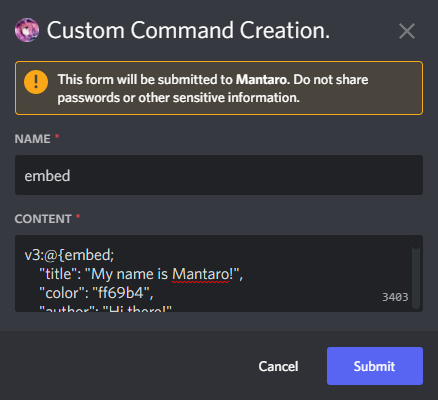 Custom Command Creation.
This form will be submitted to Mantaro. Do not share
passwords or other sensitive information.
NAME *
embed
CONTENT *
v3:@{embed;
"title": "My name is Mantaro!",
"color": "ff69b4",
"author": "Hi there!"
3403
Cancel
Submit